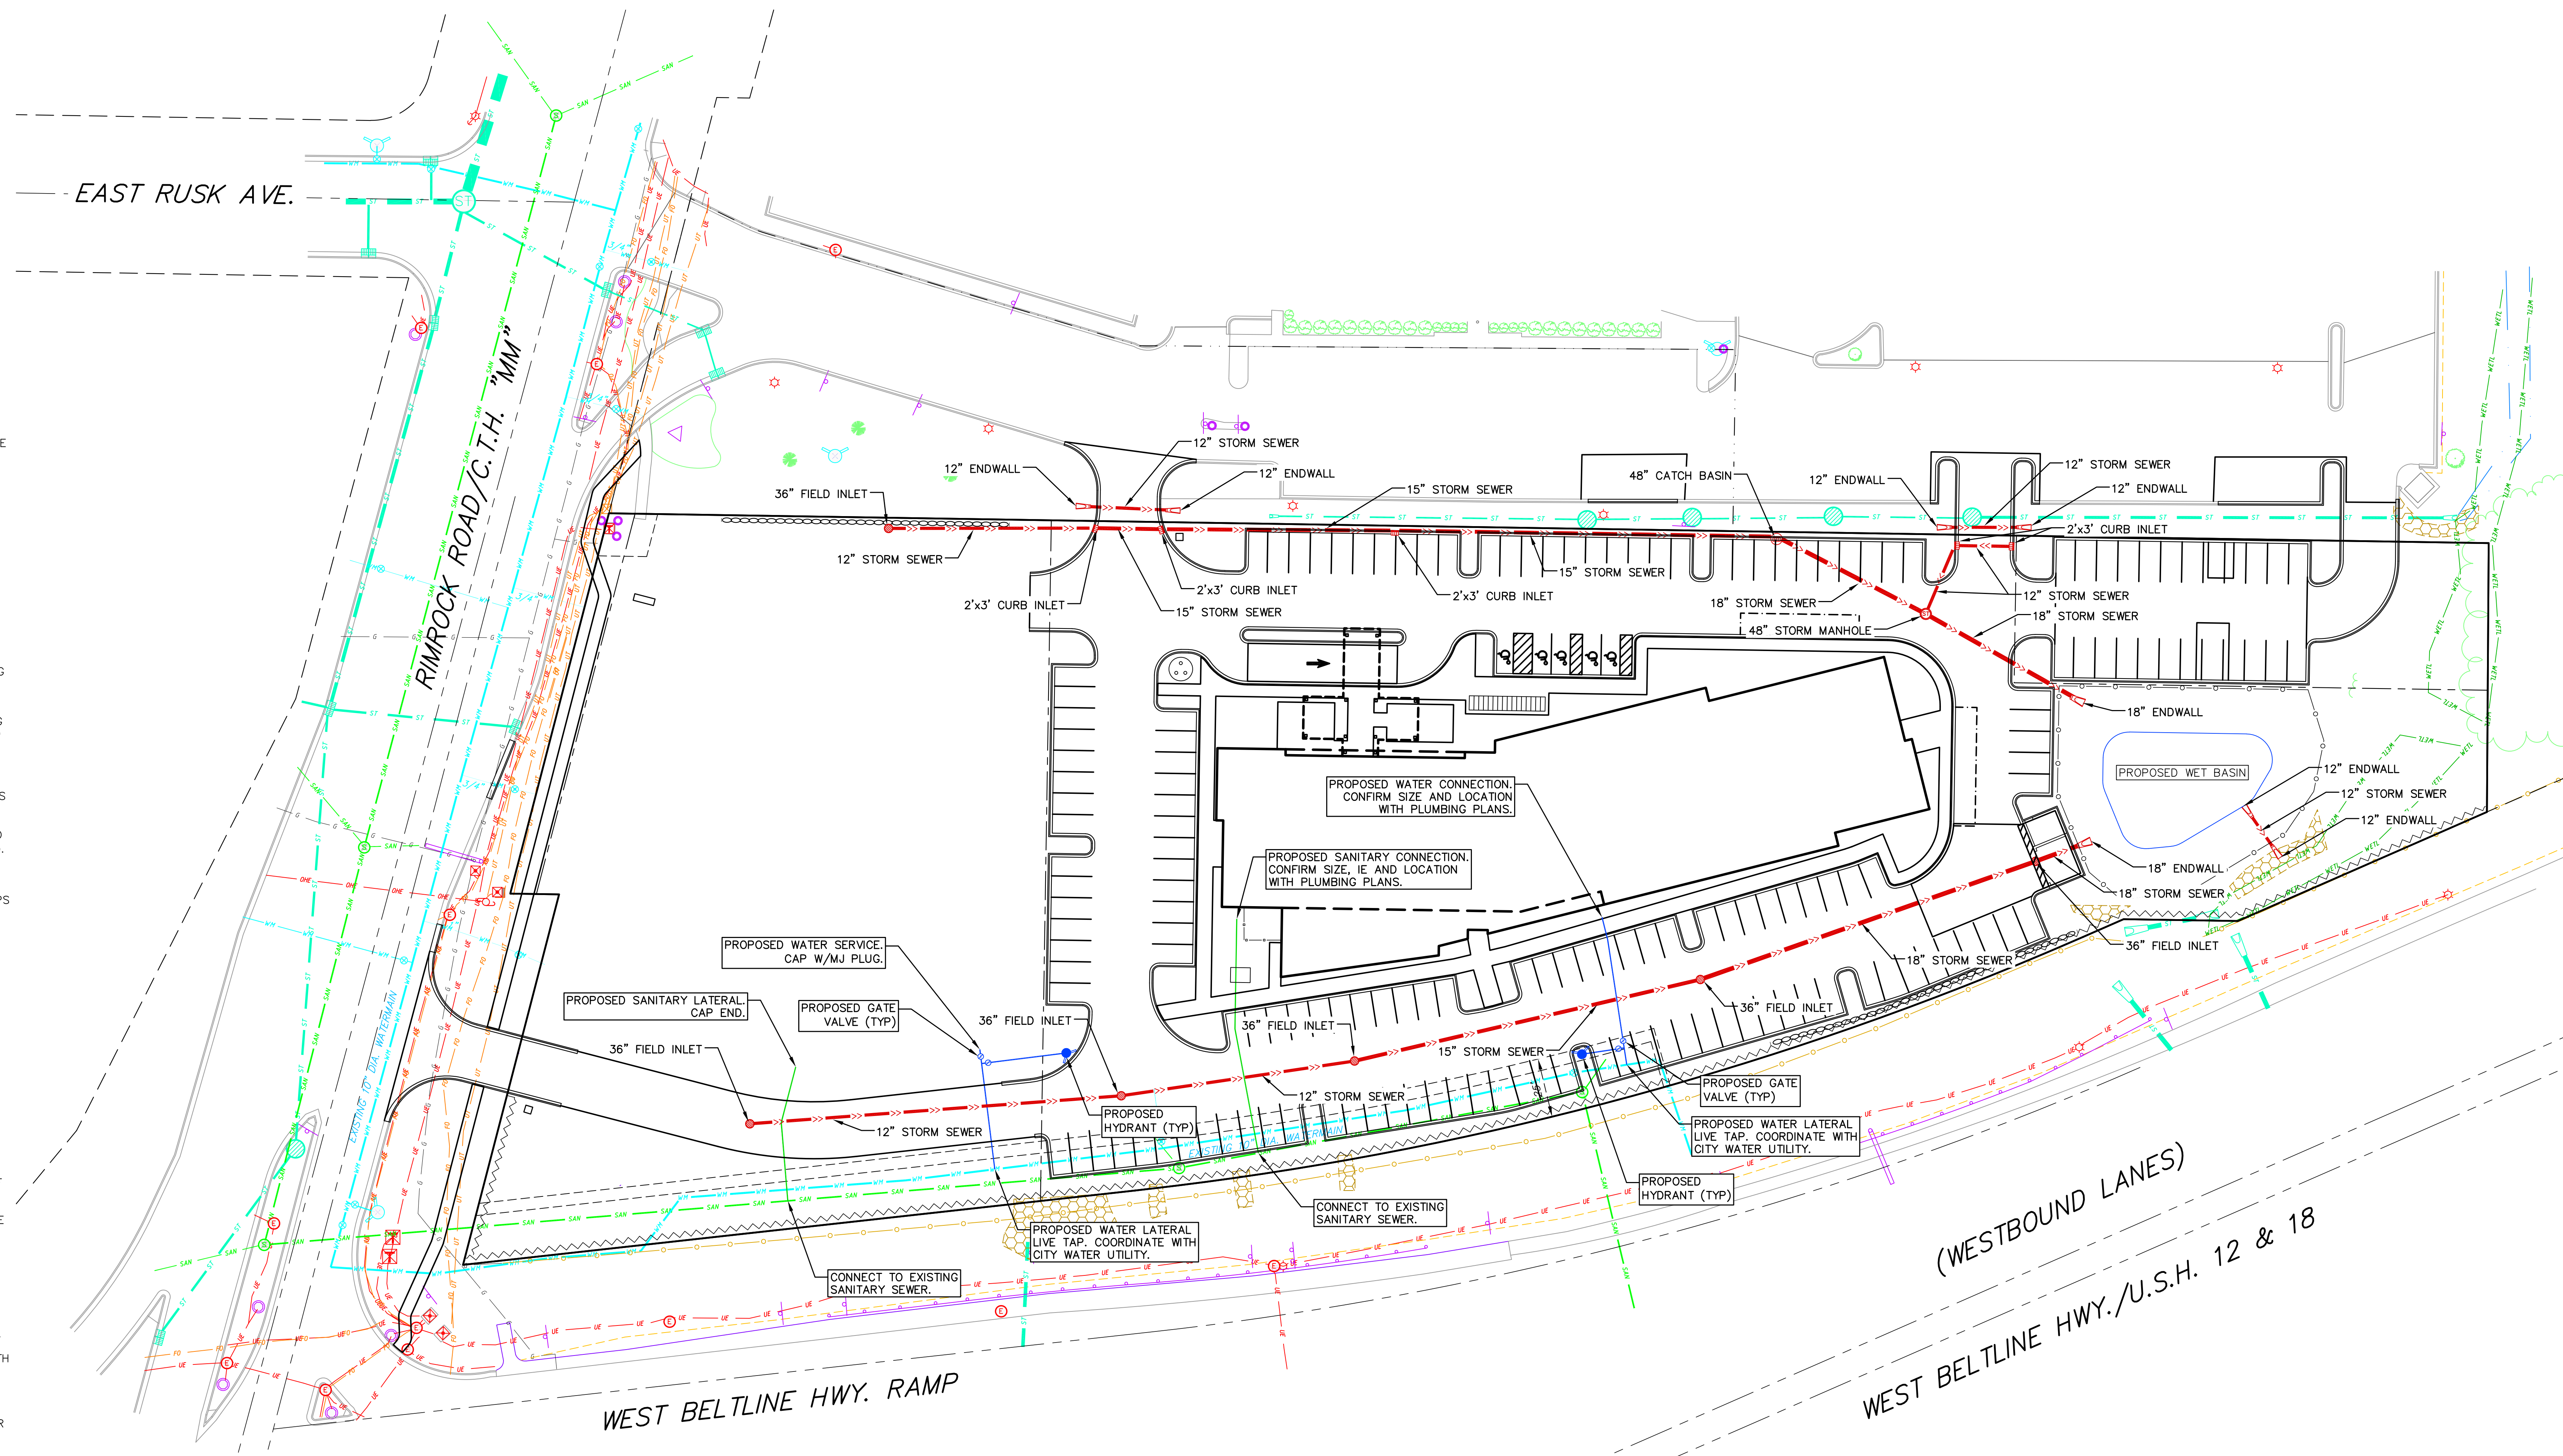 EAST RUSK AVE.
RIMROCK ROAD/C.T.H. "MM"
12" STORM SEWER
12" ENDWALL
12" ENDWALL
36" FIELD INLET
15" STORM SEWER
48" CATCH BASIN
12" STORM SEWER
12" ENDWALL
12" ENDWALL
2'x3' CURB INLET
12" STORM SEWER
2'x3' CURB INLET
2'x3' CURB INLET
15" STORM SEWER
2'x3' CURB INLET
15" STORM SEWER
18" STORM SEWER
12" STORM SEWER
18" STORM SEWER
48" STORM MANHOLE
18" ENDWALL
PROPOSED WET BASIN
12" ENDWALL
12" STORM SEWER
12" ENDWALL
PROPOSED WATER CONNECTION.
CONFIRM SIZE AND LOCATION
WITH PLUMBING PLANS.
PROPOSED SANITARY CONNECTION.
CONFIRM SIZE, IE AND LOCATION
WITH PLUMBING PLANS.
18" ENDWALL
18" STORM SEWER
36" FIELD INLET
18" STORM SEWER
PROPOSED WATER SERVICE.
CAP W/MJ PLUG.
PROPOSED SANITARY LATERAL.
CAP END.
PROPOSED GATE
VALVE (TYP)
36" FIELD INLET
36" FIELD INLET
36" FIELD INLET
36" FIELD INLET
15" STORM SEWER
12" STORM SEWER
12" STORM SEWER
PROPOSED
HYDRANT (TYP)
PROPOSED GATE
VALVE (TYP)
PROPOSED WATER LATERAL
LIVE TAP. COORDINATE WITH
CITY WATER UTILITY.
PROPOSED
HYDRANT (TYP)
CONNECT TO EXISTING
SANITARY SEWER.
PROPOSED WATER LATERAL
LIVE TAP. COORDINATE WITH
CITY WATER UTILITY.
CONNECT TO EXISTING
SANITARY SEWER.
EXISTING 10" DIA. WATERMAIN
EXISTING 10" DIA. WATERMAIN
WEST BELTLINE HWY. RAMP
(WESTBOUND LANES)
WEST BELTLINE HWY./U.S.H. 12 & 18